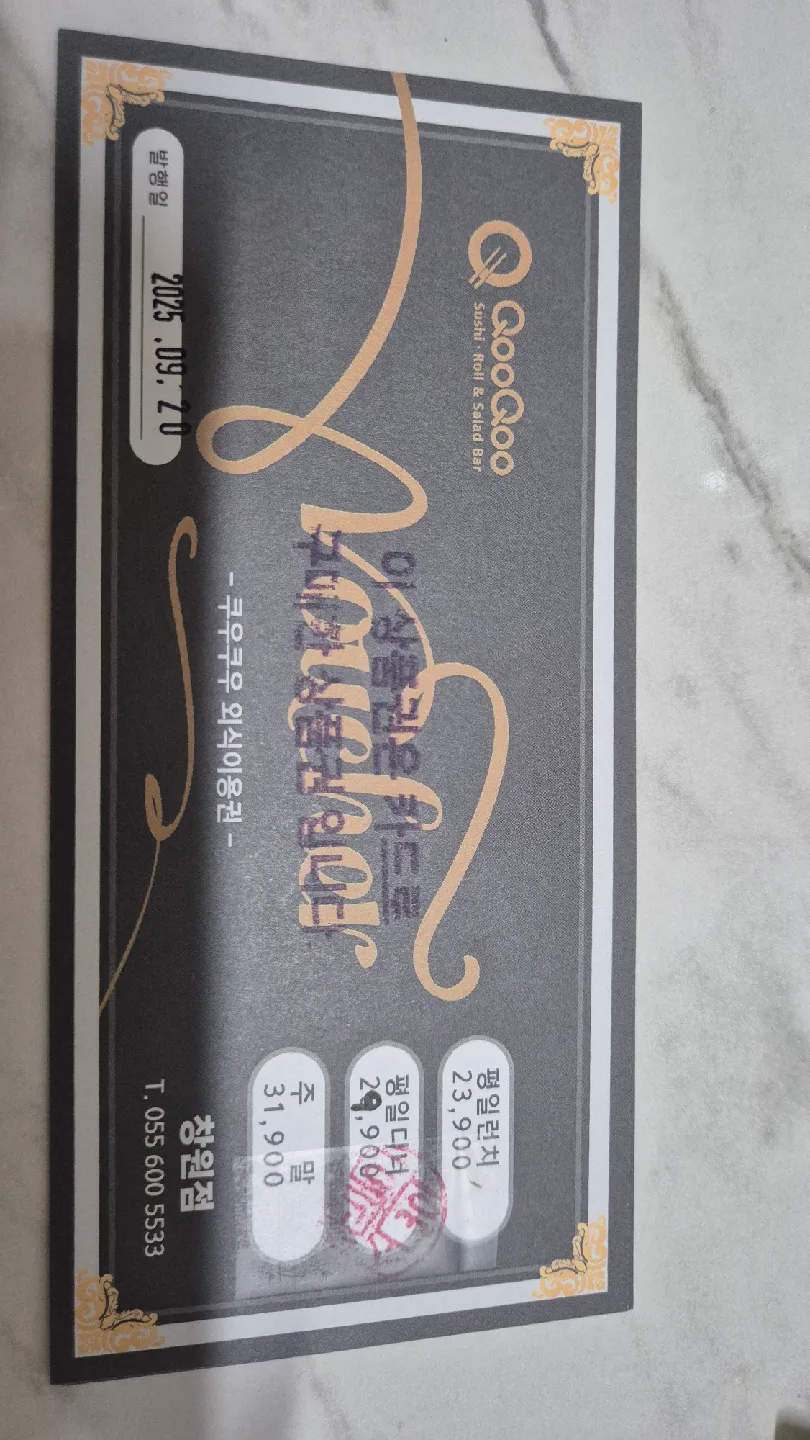 QooQoo
Sushi · Roll & Salad Bar
이 상품권은 카드로
구매한 상품권 입니다
Voucher
- 쿠우쿠우 외식이용권 -
평일런치
23,900
평일디너
29,900
주 말
31,900
발행일
2025.09.20
창원점
T. 055 600 5533